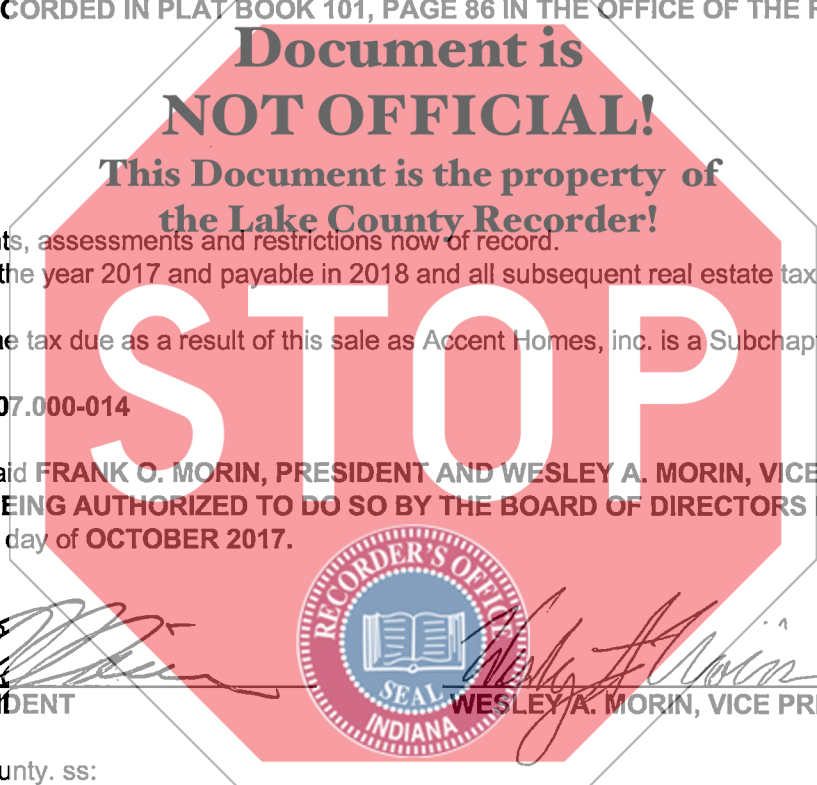 CORDED IN PLAT BOOK 101, PAGE 86 IN THE OFFICE OF THE
Document is
NOT OFFICIAL!
This Document is the property of
the Lake County Recorder!
ts, assessments and restrictions now of record.
the year 2017 and payable in 2018 and all subsequent real estate tax
e tax due as a result of this sale as Accent Homes, inc. is a Subchap
STOP
07.000-014
aid FRANK O. MORIN, PRESIDENT AND WESLEY A. MORIN, VICE
EING AUTHORIZED TO DO SO BY THE BOARD OF DIRECTORS
day of OCTOBER 2017.
RECORDER'S OFFICE
SEAL
INDIANA
IDENT
WESLEY A. MORIN, VICE PRE
unty. ss: